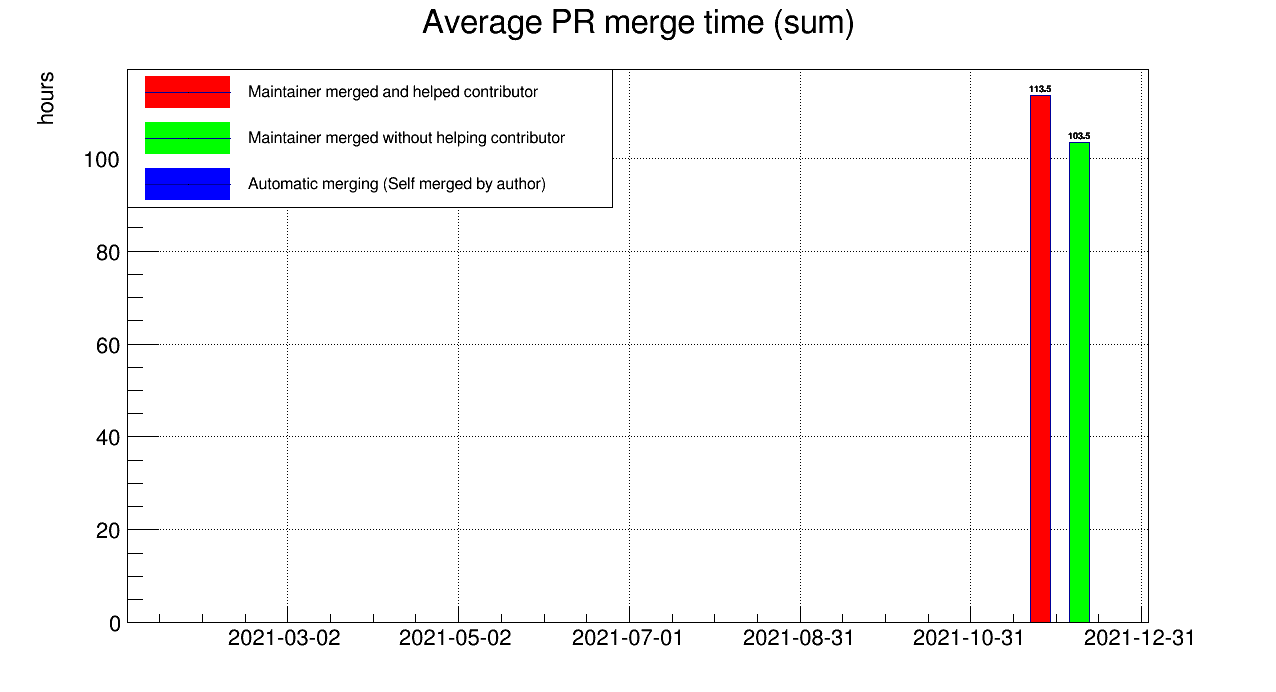 Average PR merge time (sum)
hours
Maintainer merged and helped contributor
Maintainer merged without helping contributor
Automatic merging (Self merged by author)
113.5
103.5
100
80
60
40
20
0
2021-03-02 2021-05-02 2021-07-01 2021-08-31 2021-10-31 2021-12-31